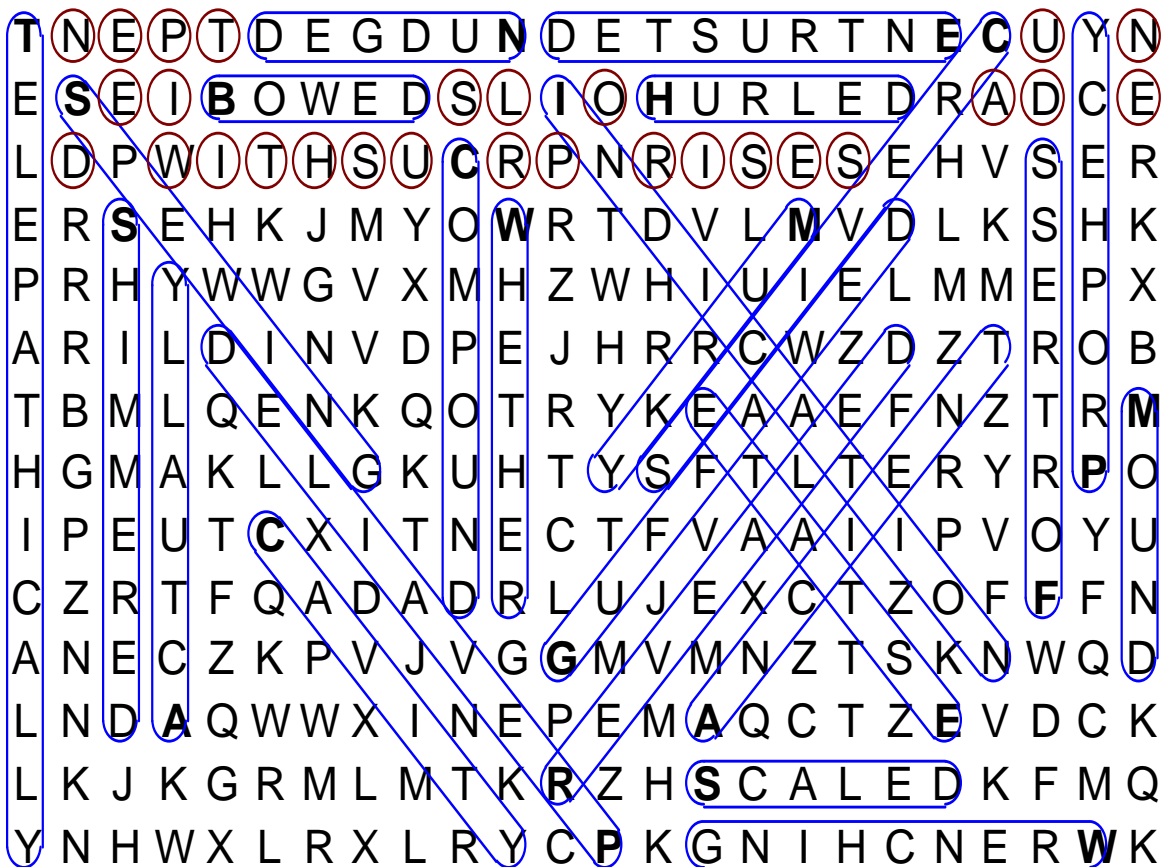 T N E P T D E G D U N D E T S U R T N E C U Y N
E S E I B O W E D S L I O H U R L E D R A D C E
L D P W I T H S U C R P N R I S E S E H V S E R
E R S E H K J M Y O W R T D V L M V D L K S H K
P R H Y W W G V X M H Z W H I U I E L M M E P X
A R I L D I N V D P E J H R R C W Z D Z T R O B
T B M L Q E N K Q O T R Y K E A A E F N Z T R M
H G M A K L L G K U H T Y S F T L T E R Y R P O
I P E U T C X I T N E C T F V A A I I P V O Y U
C Z R T F Q A D A D R L U J E X C T Z O F F F N
A N E C Z K P V J V G G M V M N Z T S K N W Q D
L N D A Q W W X I N E P E M A Q C T Z E V D C K
L K J K G R M L M T K R Z H S C A L E D K F M Q
Y N H W X L R X L R Y C P K G N I H C N E R W K